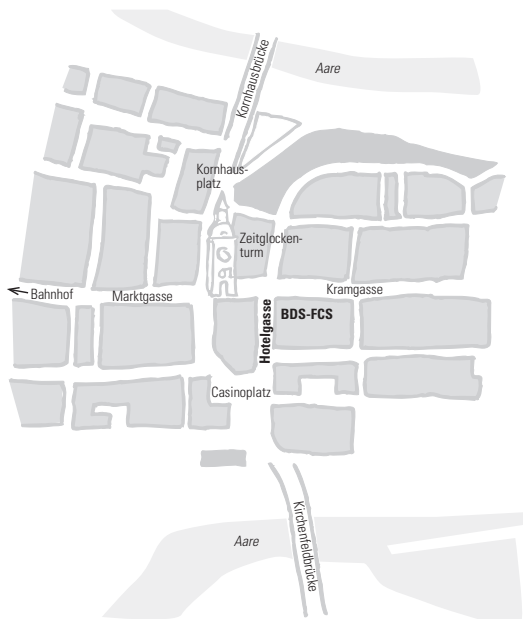 Kornhausbrücke
Aare
Kornhaus-
platz
Zeitglocken-
turm
Bahnhof
Marktgasse
Kramgasse
Hotelgasse
BDS-FCS
Casinoplatz
Aare
Kirchenfeldbrücke